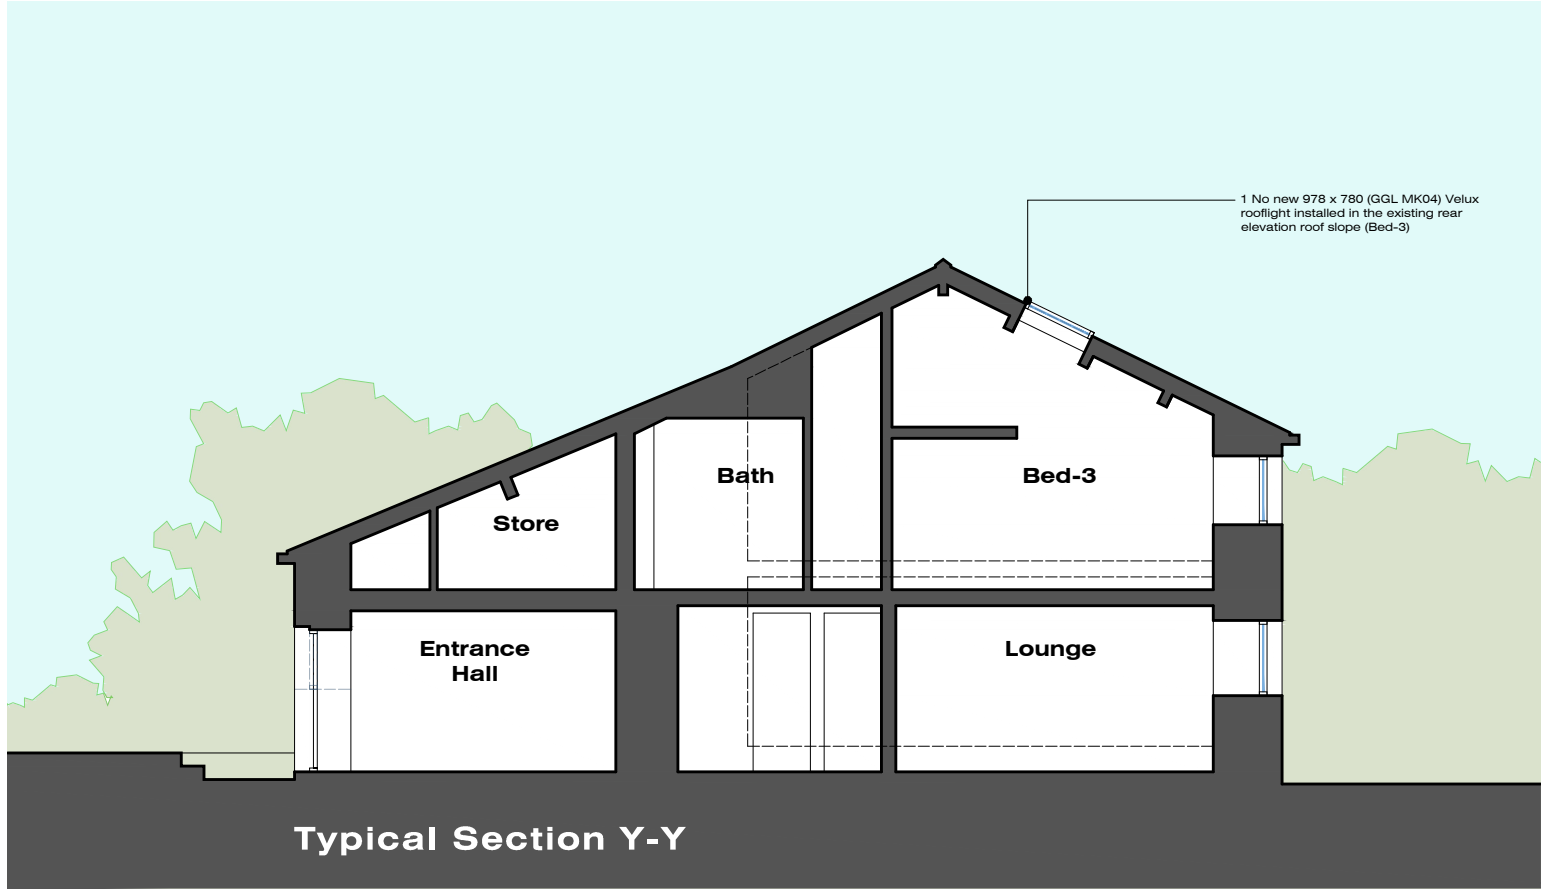 1 No new 978 x 780 (GGL MK04) Velux
rooflight installed in the existing rear
elevation roof slope (Bed-3)
Bath
Bed-3
Store
Entrance
Hall
Lounge
Typical Section Y-Y